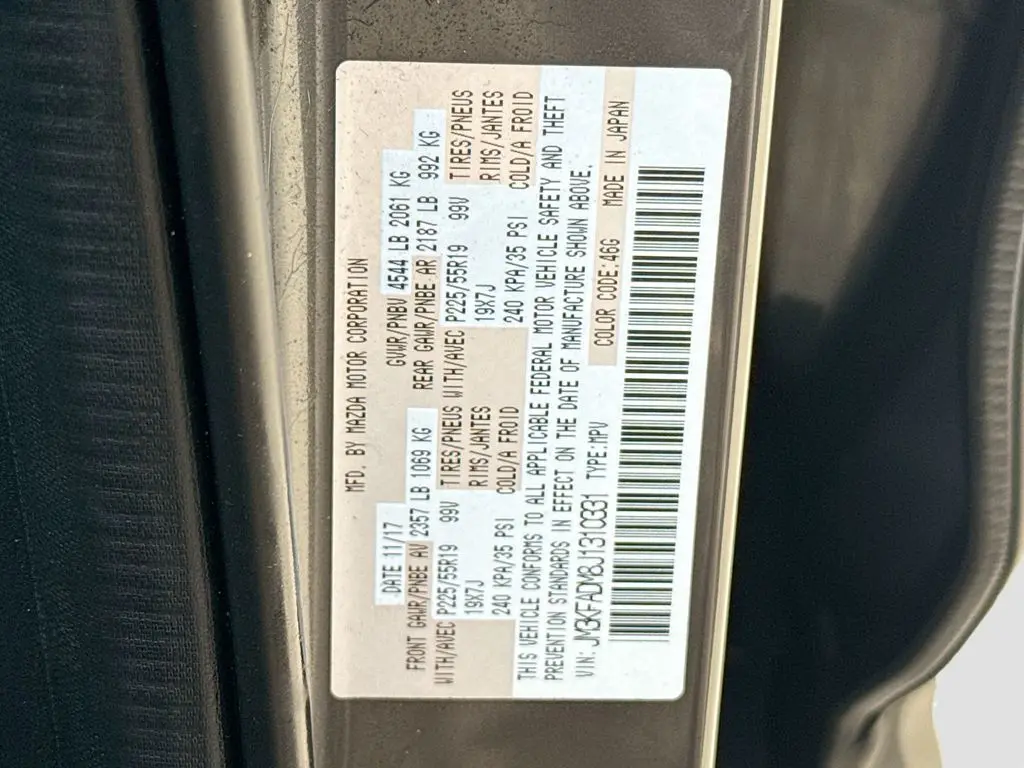 MFD. BY MAZDA MOTOR CORPORATION
DATE 11/17 GVWR/PNBV 4544 LB 2061 KG
FRONT GAWR/PNBE AV 2357 LB 1069 KG REAR GAWR/PNBE AR 2187 LB 992 KG
WITH/AVEC P225/55R19 99V TIRES/PNEUS WITH/AVEC P225/55R19 99V TIRES/PNEUS
19X7J RIMS/JANTES 19X7J RIMS/JANTES
240 KPA/35 PSI COLD/A FROID 240 KPA/35 PSI COLD/A FROID
THIS VEHICLE CONFORMS TO ALL APPLICABLE FEDERAL MOTOR VEHICLE SAFETY AND THEFT
PREVENTION STANDARDS IN EFFECT ON THE DATE OF MANUFACTURE SHOWN ABOVE.
VIN: JM3KFADM8J1310331 TYPE:MPV COLOR CODE:46G MADE IN JAPAN